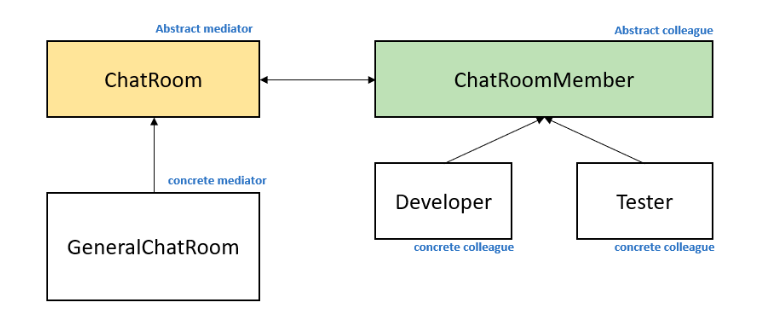 Abstract mediator
Abstract colleague
ChatRoom
ChatRoomMember
concrete mediator
GeneralChatRoom
Developer
Tester
concrete colleague
concrete colleague